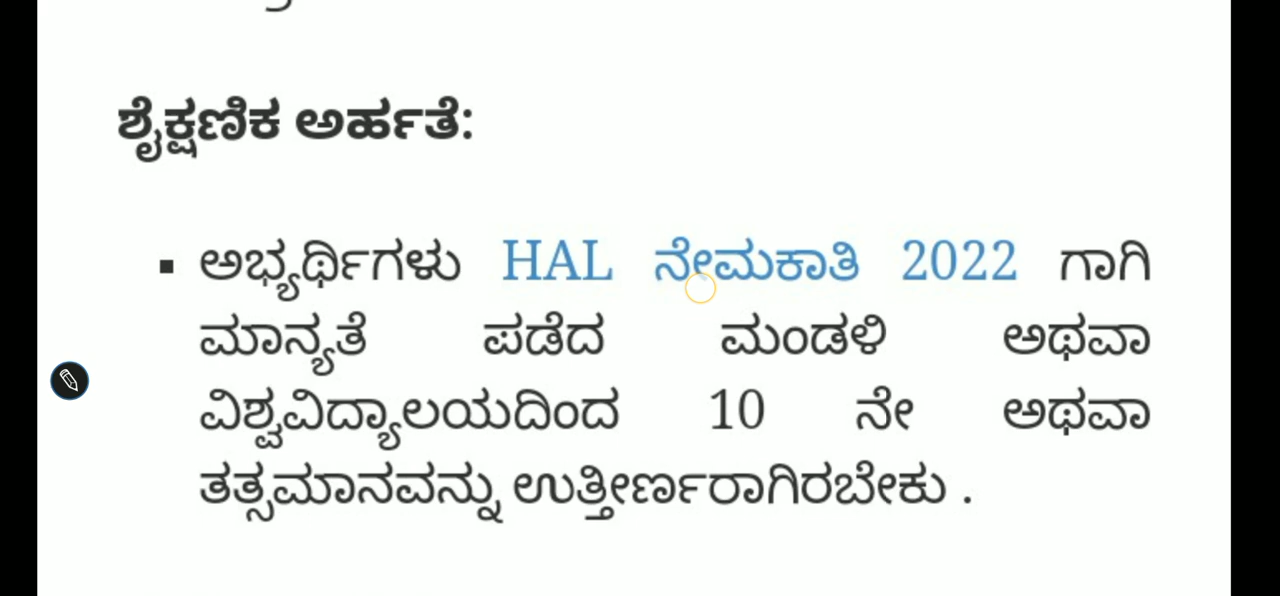 ಶೈಕ್ಷಣಿಕ ಅರ್ಹತೆ:
▪ ಅಭ್ಯರ್ಥಿಗಳು HAL ನೇಮಕಾತಿ 2022 ಗಾಗಿ
ಮಾನ್ಯತೆ ಪಡೆದ ಮಂಡಳಿ ಅಥವಾ
ವಿಶ್ವವಿದ್ಯಾಲಯದಿಂದ 10 ನೇ ಅಥವಾ
ತತ್ಸಮಾನವನ್ನು ಉತ್ತೀರ್ಣರಾಗಿರಬೇಕು .